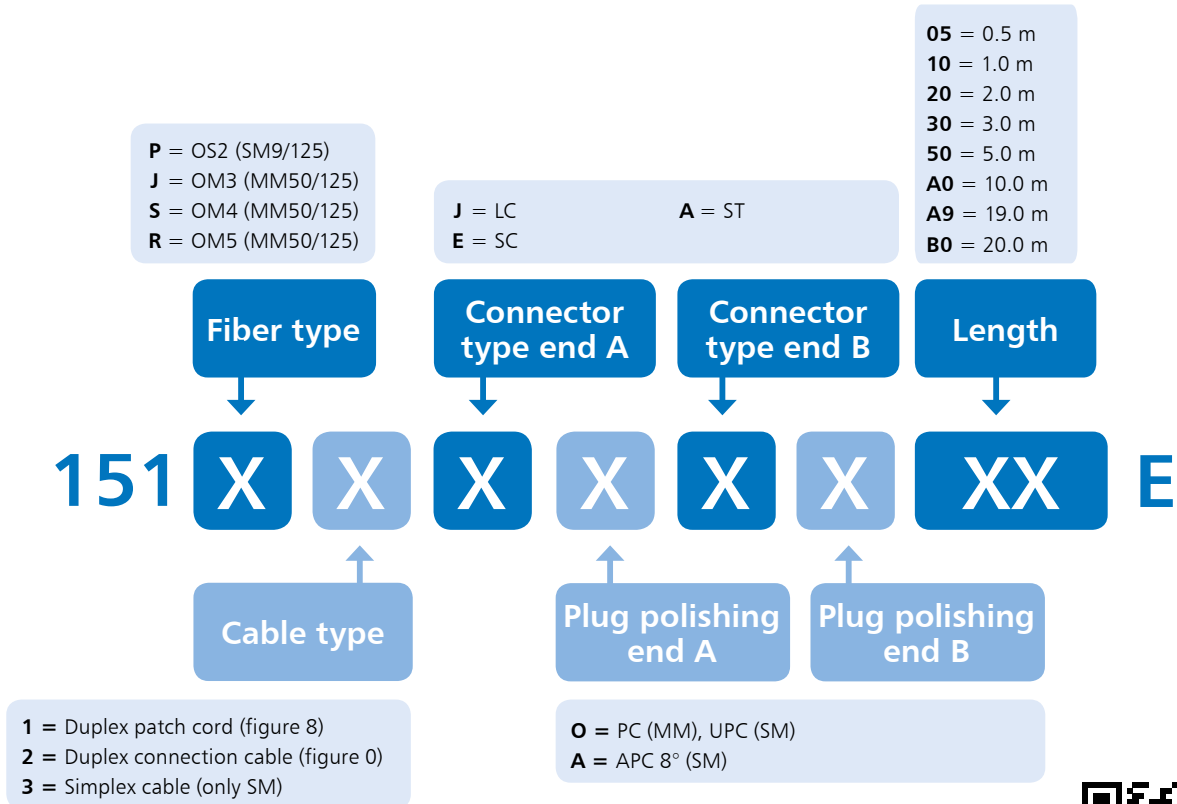 05 = 0.5 m
10 = 1.0 m
20 = 2.0 m
30 = 3.0 m
50 = 5.0 m
A0 = 10.0 m
A9 = 19.0 m
B0 = 20.0 m
P = OS2 (SM9/125)
J = OM3 (MM50/125)
S = OM4 (MM50/125)
R = OM5 (MM50/125)
J = LC A = ST
E = SC
Fiber type
Connector
type end A
Connector
type end B
Length
151 X X X X X X XX E
Cable type
Plug polishing
end A
Plug polishing
end B
1 = Duplex patch cord (figure 8)
2 = Duplex connection cable (figure 0)
3 = Simplex cable (only SM)
O = PC (MM), UPC (SM)
A = APC 8° (SM)